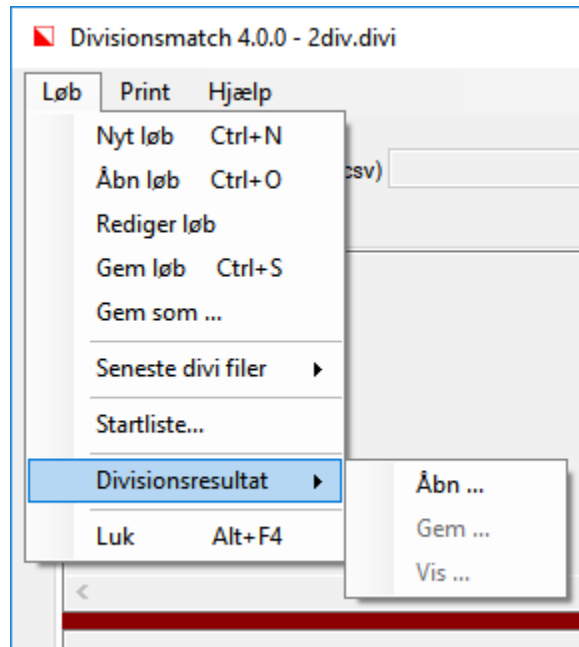 Divisionsmatch 4.0.0 - 2div.divi
Løb Print Hjælp
Nyt løb Ctrl+N
Åbn løb Ctrl+O
csv)
Rediger løb
Gem løb Ctrl+S
Gem som ...
Seneste divi filer
Startliste...
Divisionsresultat
Åbn ...
Luk Alt+F4
Gem ...
Vis ...